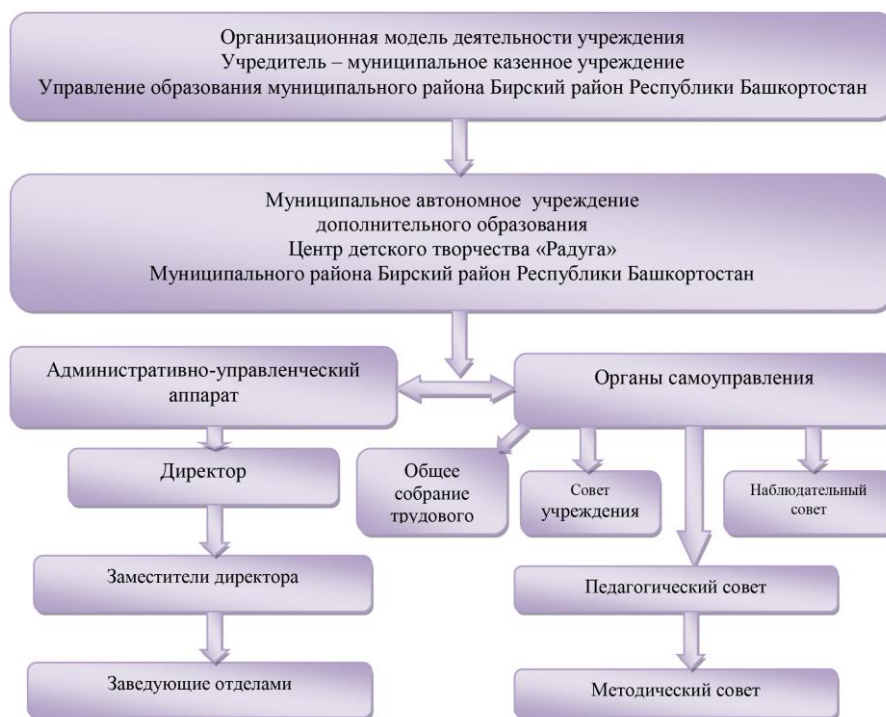 Организационная модель деятельности учреждения
Учредитель – муниципальное казенное учреждение
Управление образования муниципального района Бирский район Республики Башкортостан
Муниципальное автономное учреждение
дополнительного образования
Центр детского творчества «Радуга»
Муниципального района Бирский район Республики Башкортостан
Административно-управленческий
аппарат
Органы самоуправления
Директор
Общее
собрание
трудового
Совет
учреждения
Наблюдательный
совет
Заместители директора
Педагогический совет
Заведующие отделами
Методический совет